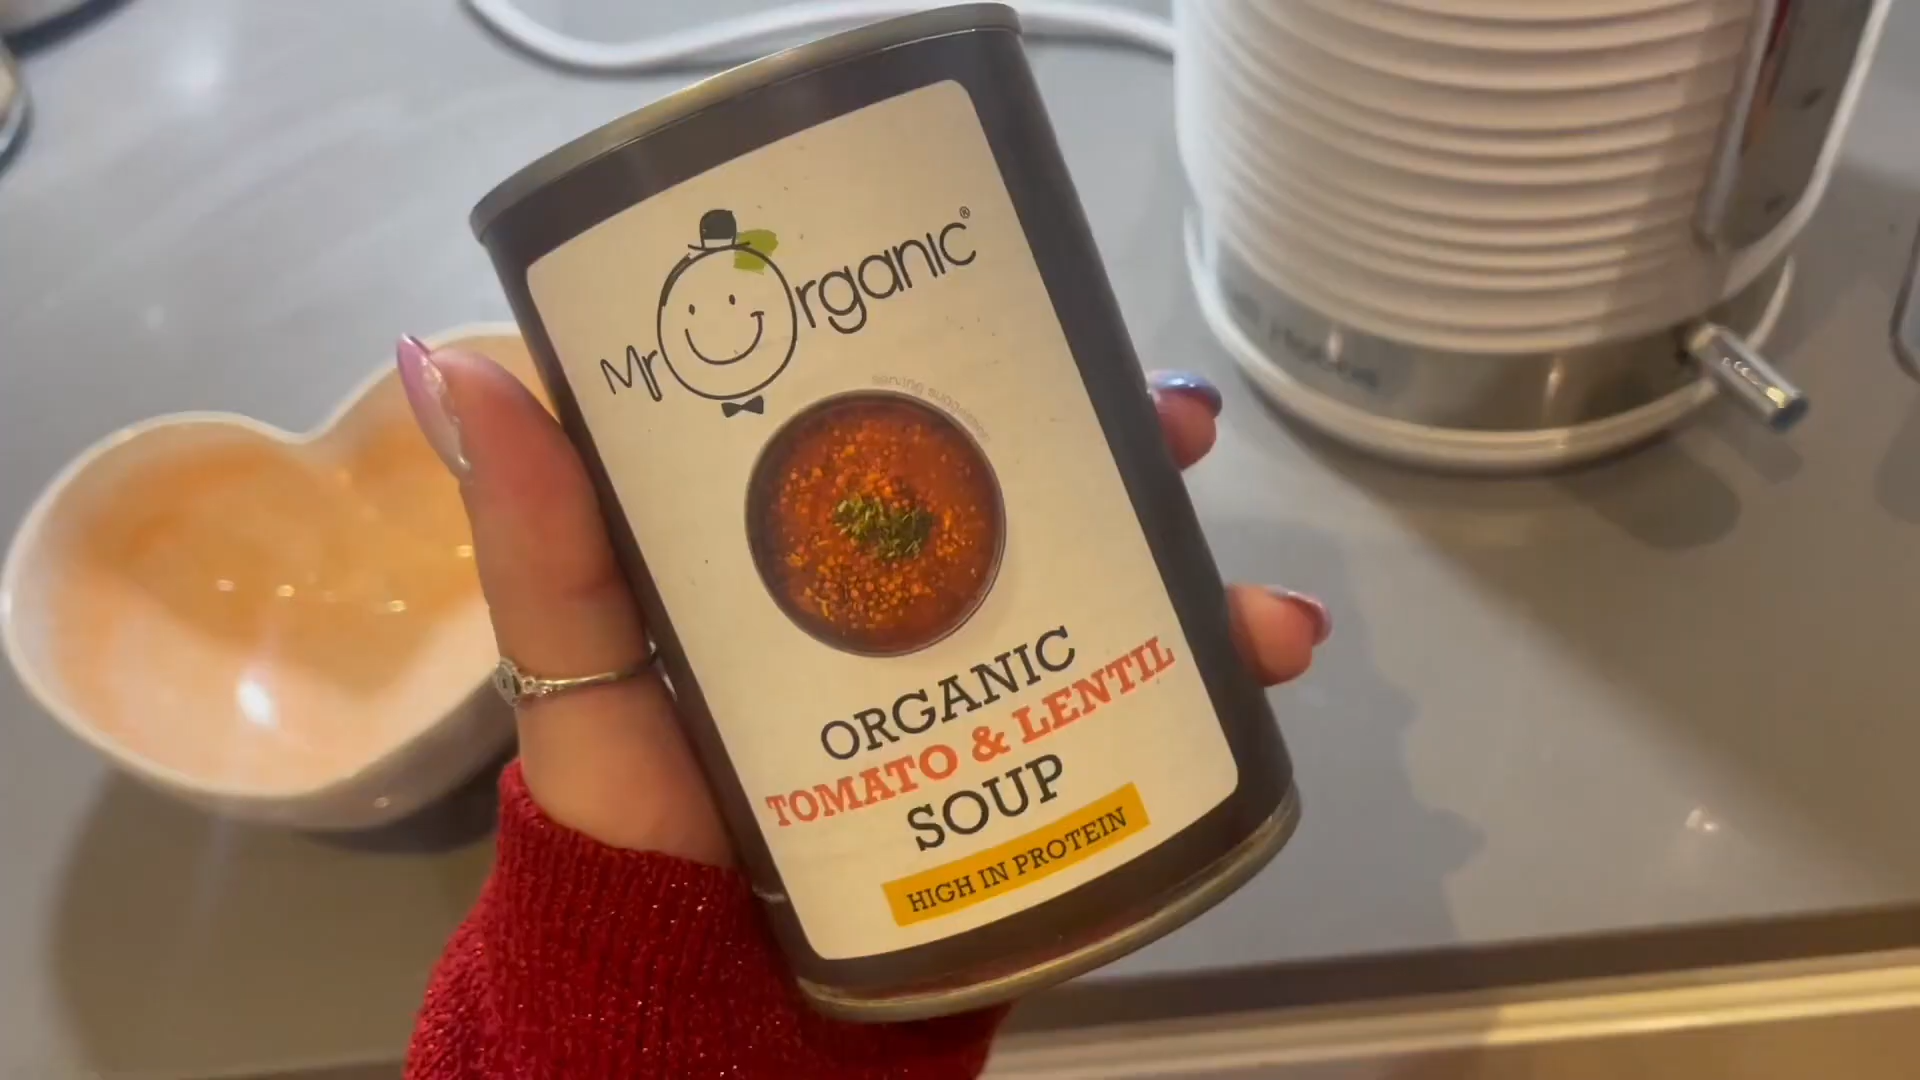 Mr Organic®
serving suggestion
ORGANIC
TOMATO & LENTIL
SOUP
HIGH IN PROTEIN